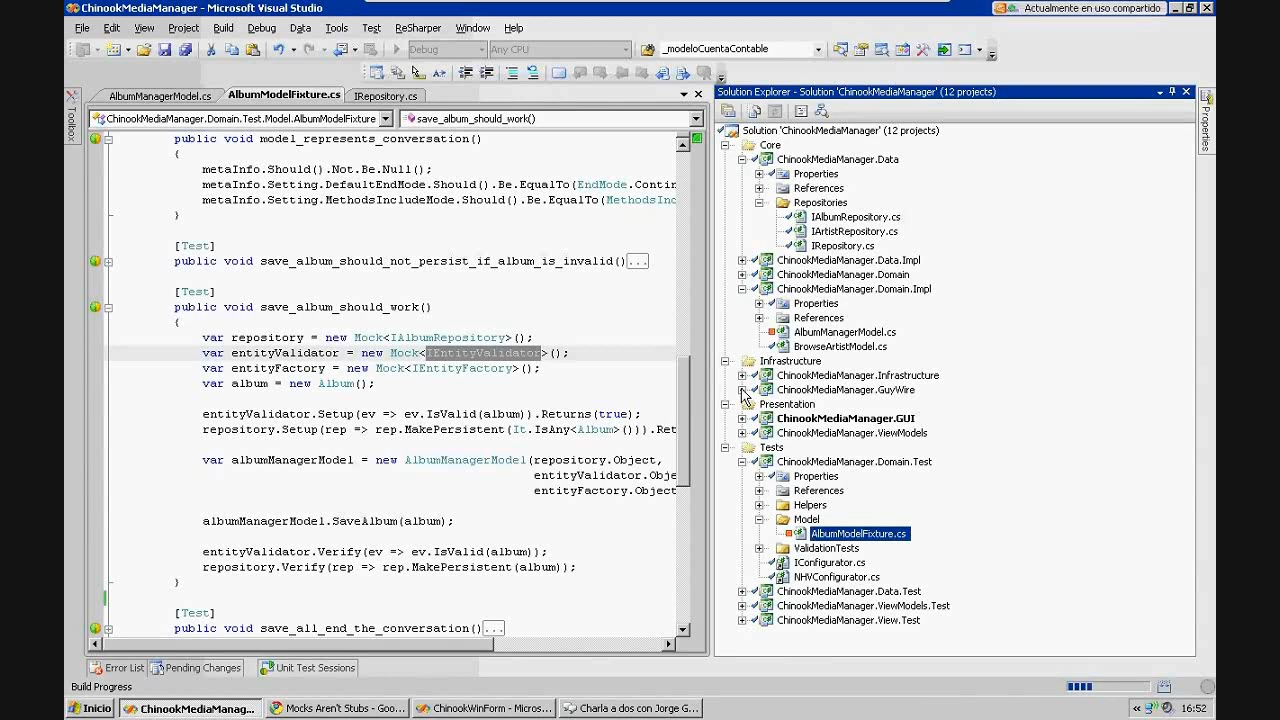 ChinookMediaManager - Microsoft Visual Studio
Actualmente en uso compartido
File Edit View Project Build Debug Data Tools Test ReSharper Window Help
Debug Any CPU _modeloCuentaContable
AlbumManagerModel.cs AlbumModelFixture.cs IRepository.cs
ChinookMediaManager.Domain.Test.Model.AlbumModelFixture save_album_should_work()
Toolbox
public void model_represents_conversation()
{
metaInfo.Should().Not.Be.Null();
metaInfo.Setting.DefaultEndMode.Should().Be.EqualTo(EndMode.Contin
metaInfo.Setting.MethodsIncludeMode.Should().Be.EqualTo(MethodsInc
}
[Test]
public void save_album_should_not_persist_if_album_is_invalid()...
[Test]
public void save_album_should_work()
{
var repository = new Mock<IAlbumRepository>();
var entityValidator = new Mock<IEntityValidator>();
var entityFactory = new Mock<IEntityFactory>();
var album = new Album();
entityValidator.Setup(ev => ev.IsValid(album)).Returns(true);
repository.Setup(rep => rep.MakePersistent(It.IsAny<Album>())).Ret
var albumManagerModel = new AlbumManagerModel(repository.Object,
entityValidator.Obje
entityFactory.Object
albumManagerModel.SaveAlbum(album);
entityValidator.Verify(ev => ev.IsValid(album));
repository.Verify(rep => rep.MakePersistent(album));
}
[Test]
public void save_all_end_the_conversation()...
Solution Explorer - Solution 'ChinookMediaManager' (12 projects)
Solution 'ChinookMediaManager' (12 projects)
Core
ChinookMediaManager.Data
Properties
References
Repositories
IAlbumRepository.cs
IArtistRepository.cs
IRepository.cs
ChinookMediaManager.Data.Impl
ChinookMediaManager.Domain
ChinookMediaManager.Domain.Impl
Properties
References
AlbumManagerModel.cs
BrowseArtistModel.cs
Infrastructure
ChinookMediaManager.Infrastructure
ChinookMediaManager.GuyWire
Presentation
ChinookMediaManager.GUI
ChinookMediaManager.ViewModels
Tests
ChinookMediaManager.Domain.Test
Properties
References
Helpers
Model
AlbumModelFixture.cs
ValidationTests
IConfigurator.cs
NHVConfigurator.cs
ChinookMediaManager.Data.Test
ChinookMediaManager.ViewModels.Test
ChinookMediaManager.View.Test
Properties
Error List Pending Changes Unit Test Sessions
Build Progress
Inicio ChinookMediaManag... Mocks Aren't Stubs - Goo... ChinookWinForm - Micros... Charla a dos con Jorge G... « 16:52